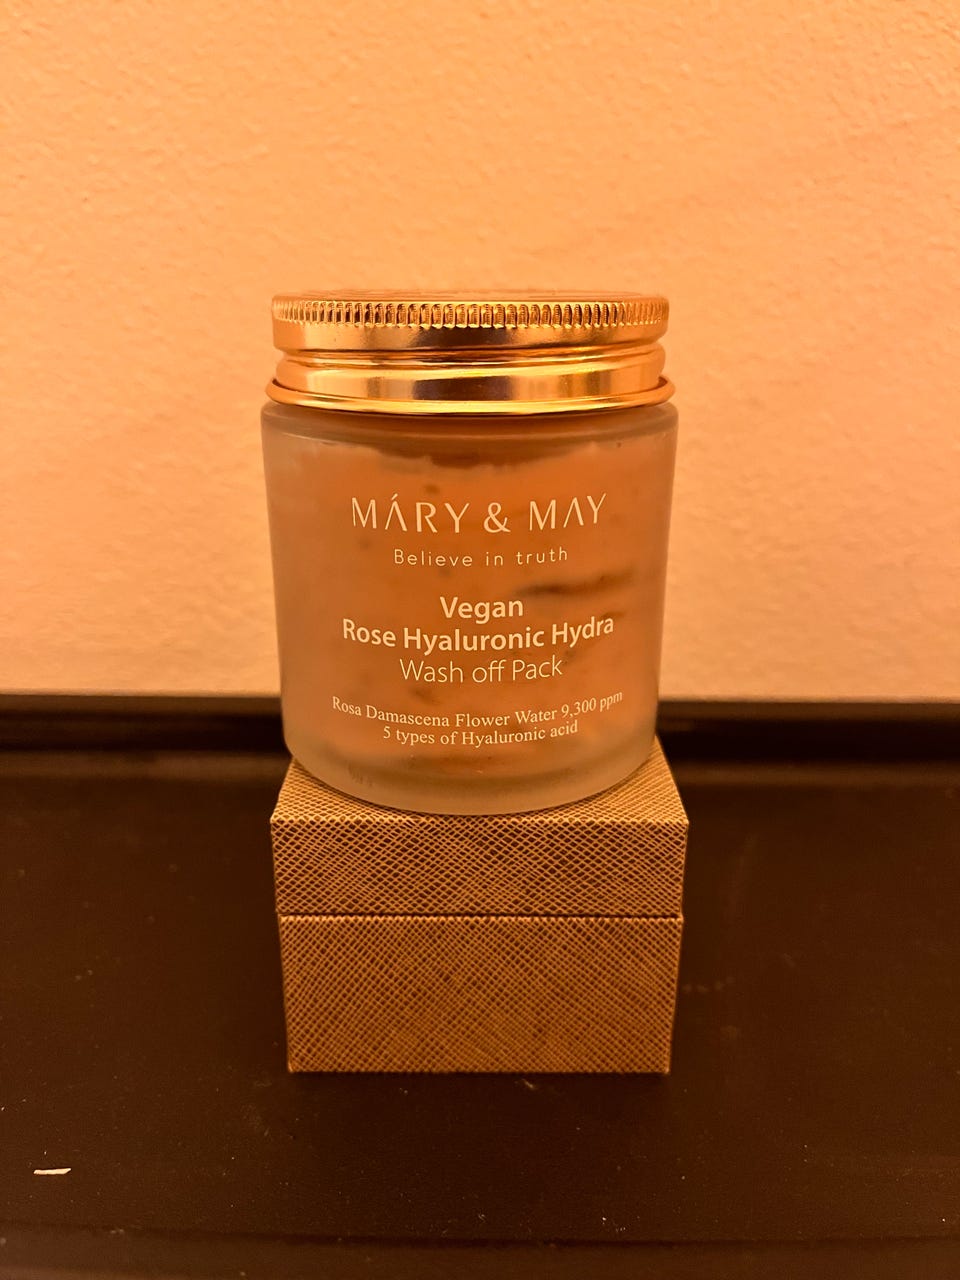 MÁRY & MAY
Believe in truth
Vegan
Rose Hyaluronic Hydra
Wash off Pack
Rosa Damascena Flower Water 9,300 ppm
5 types of Hyaluronic acid